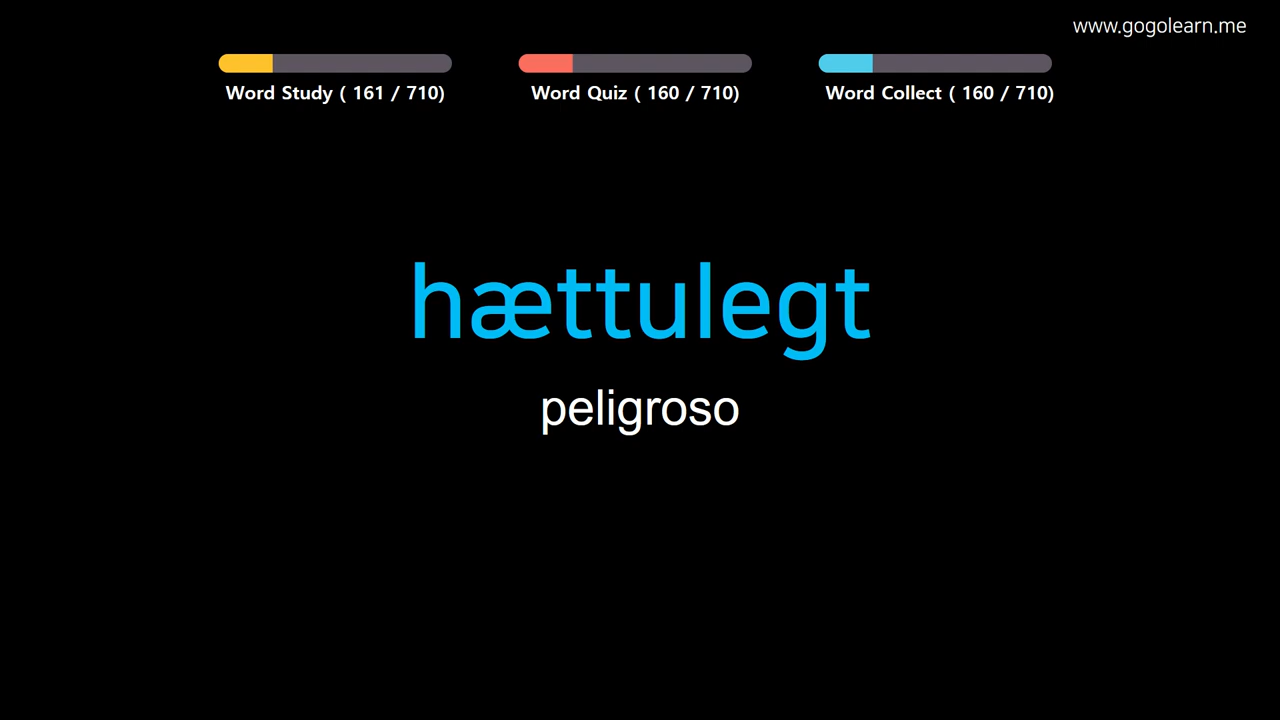 www.gogolearn.me
Word Study ( 161 / 710)
Word Quiz ( 160 / 710)
Word Collect ( 160 / 710)
hættulegt
peligroso